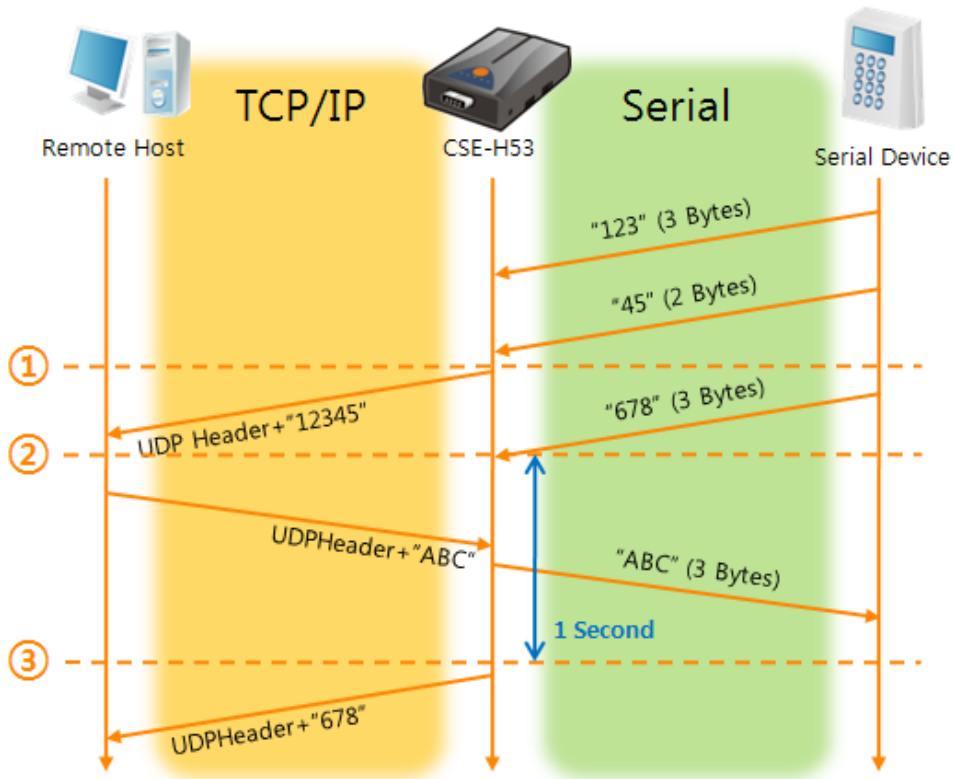 TCP/IP
Serial
Remote Host
CSE-H53
Serial Device
"123" (3 Bytes)
"45" (2 Bytes)
①
"678" (3 Bytes)
UDP Header+"12345"
②
UDPHeader+"ABC"
"ABC" (3 Bytes)
1 Second
③
UDPHeader+"678"